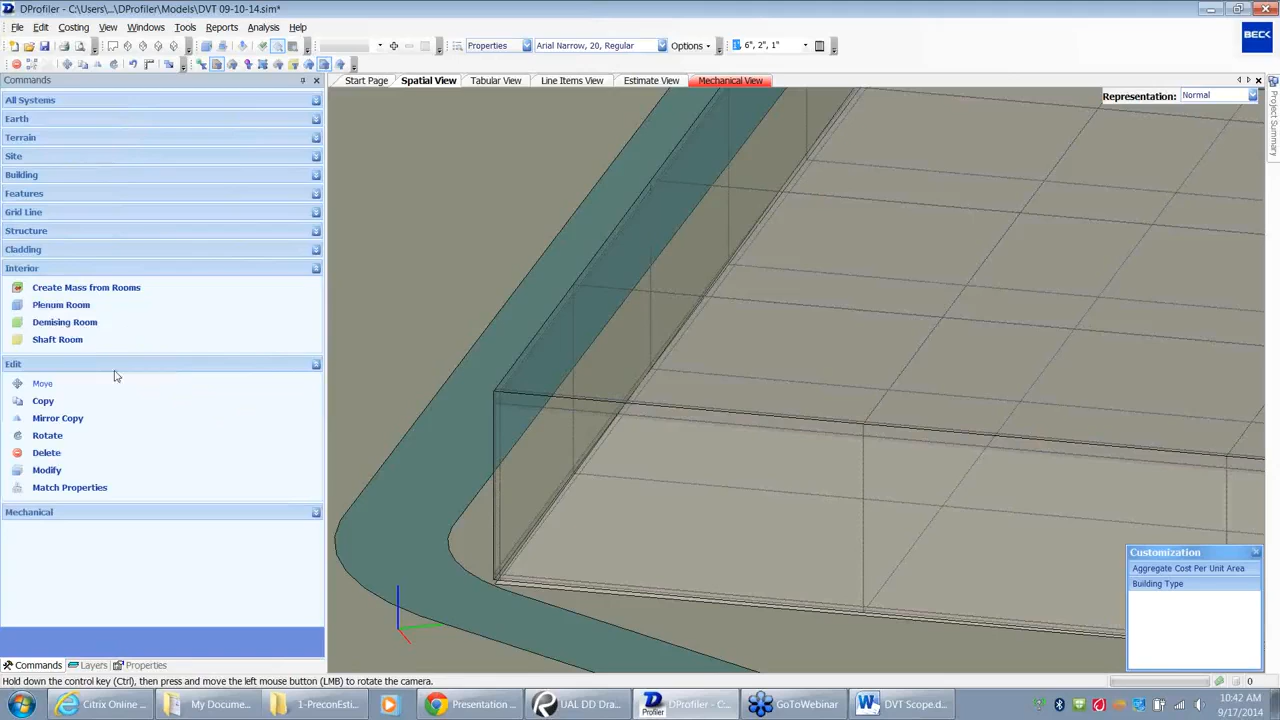 DProfiler - C:\Users\...\DProfiler\Models\DVT 09-10-14.sim*
File Edit Costing View Windows Tools Reports Analysis Help
Properties Arial Narrow, 20, Regular Options 6", 2", 1" BECK
Commands
Start Page Spatial View Tabular View Line Items View Estimate View Mechanical View
Representation: Normal
Project Summary
All Systems
Earth
Terrain
Site
Building
Features
Grid Line
Structure
Cladding
Interior
Create Mass from Rooms
Plenum Room
Demising Room
Shaft Room
Edit
Move
Copy
Mirror Copy
Rotate
Delete
Modify
Match Properties
Mechanical
Customization
Aggregate Cost Per Unit Area
Building Type
Commands Layers Properties
Hold down the control key (Ctrl), then press and move the left mouse button (LMB) to rotate the camera. 0
Citrix Online ... My Docume... 1-PreconEsti... Presentation ... UAL DD Dra... Profiler DProfiler - C:... GoToWebinar DVT Scope.d...
10:42 AM
9/17/2014